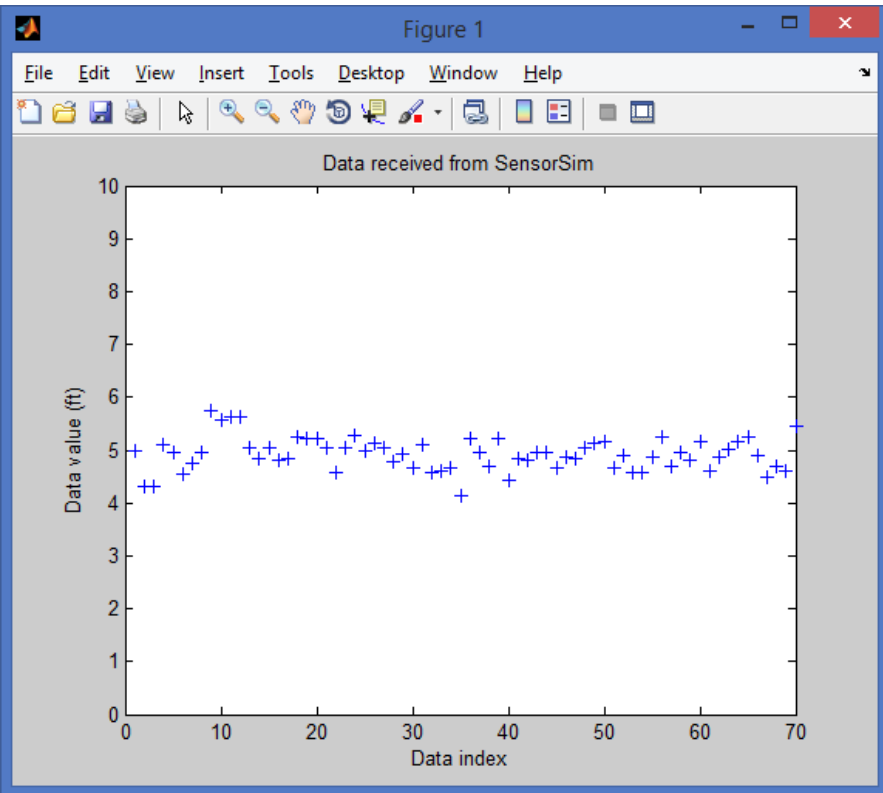 Figure 1
File Edit View Insert Tools Desktop Window Help
Data received from SensorSim
10
9
8
7
6
5
4
3
2
1
0
Data value (ft)
0 10 20 30 40 50 60 70
Data index